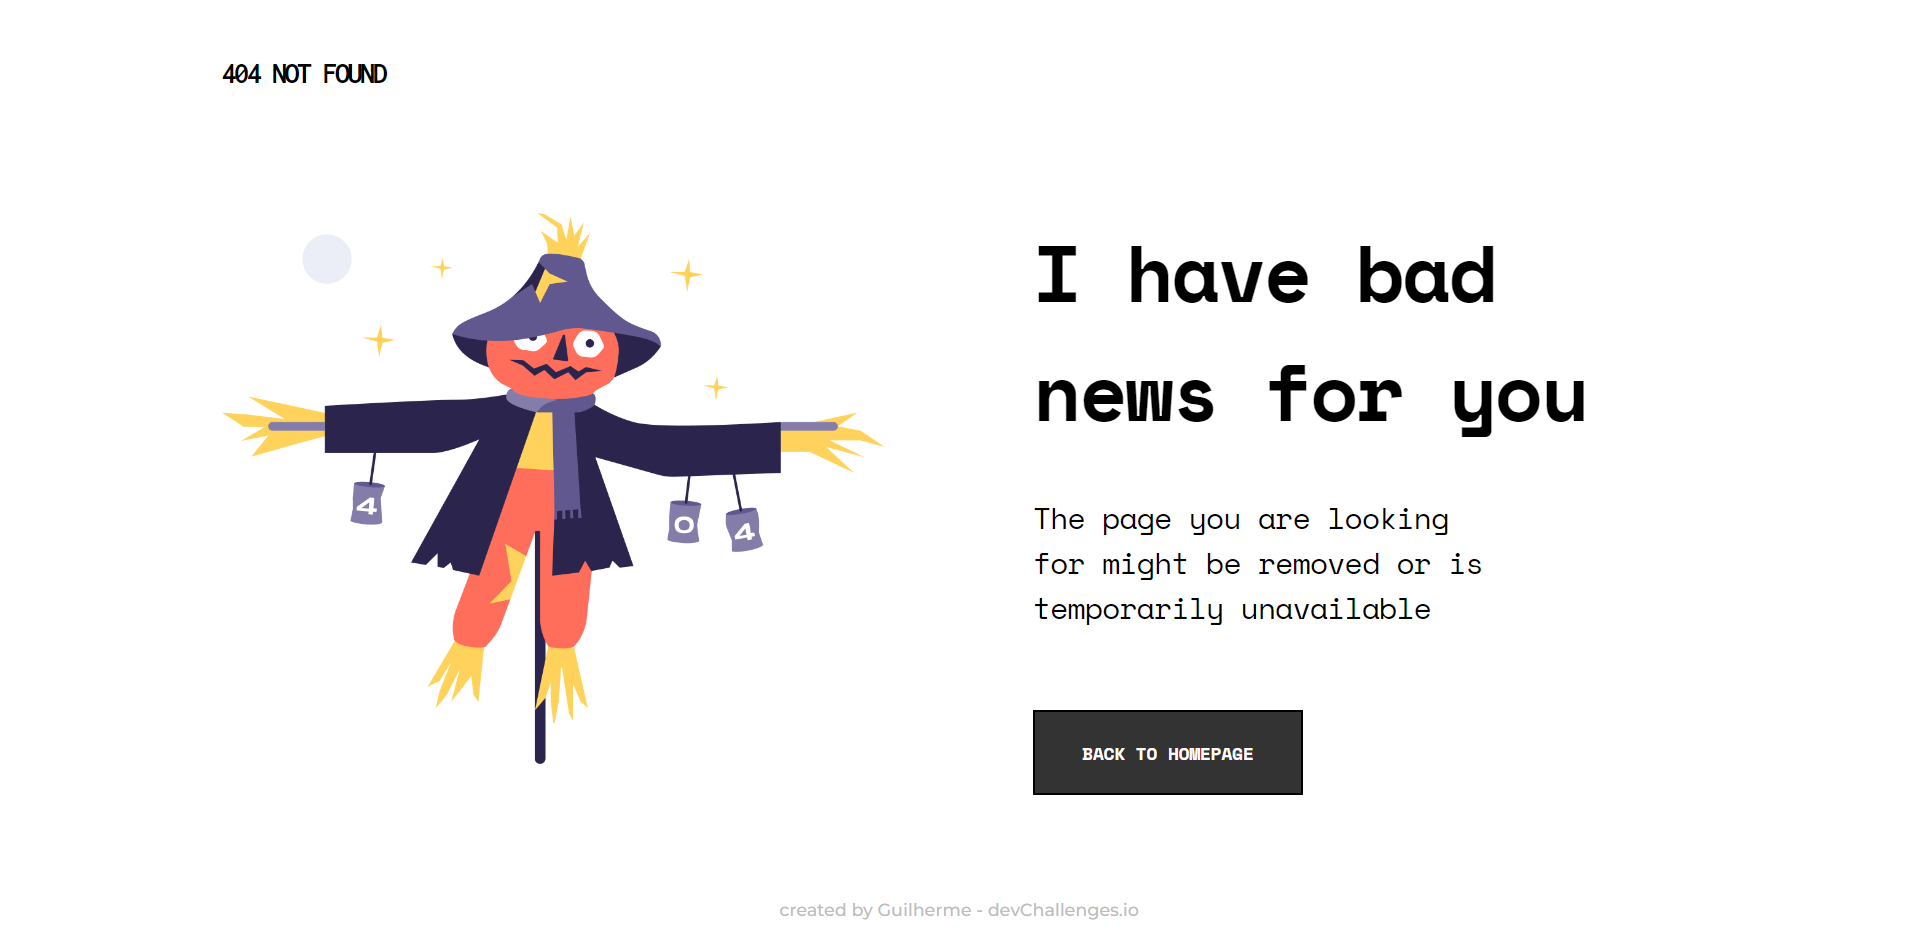 404 NOT FOUND
4
0
4
I have bad
news for you
The page you are looking
for might be removed or is
temporarily unavailable
BACK TO HOMEPAGE
created by Guilherme - devChallenges.io